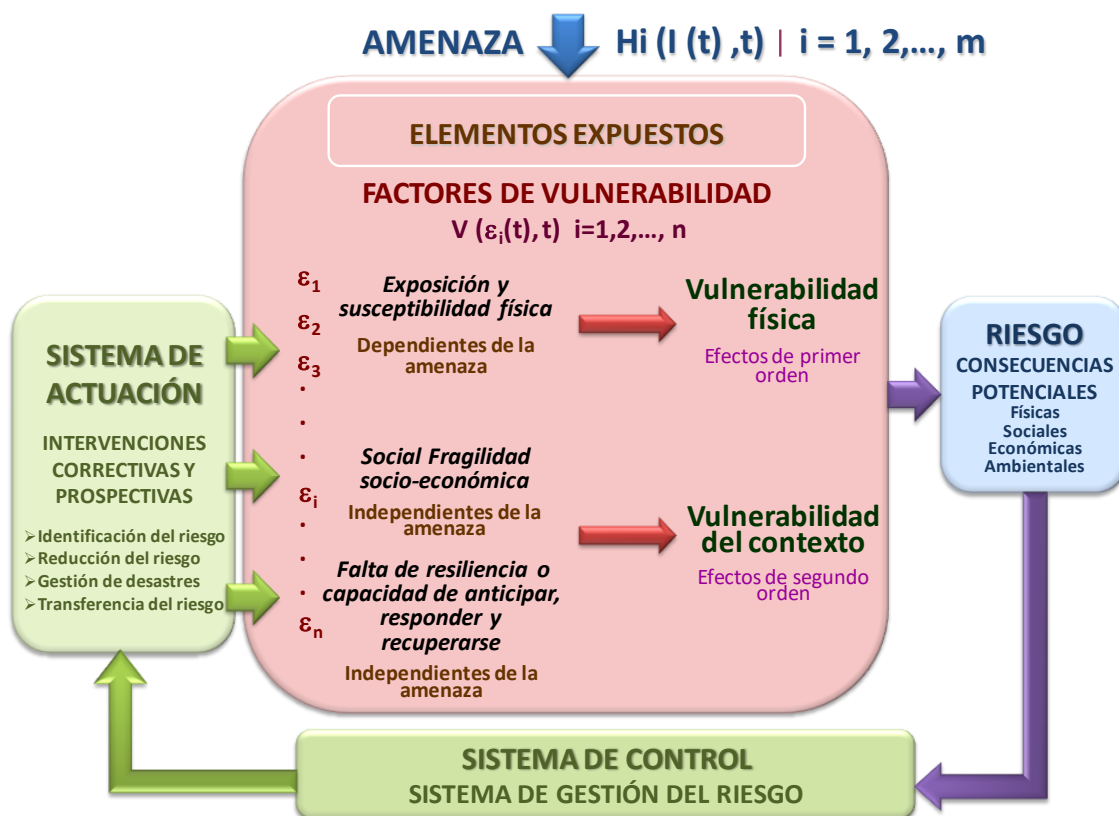 AMENAZA Hi (I (t) ,t) | i = 1, 2,..., m
ELEMENTOS EXPUESTOS
FACTORES DE VULNERABILIDAD
V (εi(t), t) i=1,2,..., n
ε1
ε2
ε3
.
.
.
εi
.
.
.
εn
Exposición y
susceptibilidad física
Dependientes de la
amenaza
Social Fragilidad
socio-económica
Independientes de la
amenaza
Falta de resiliencia o
capacidad de anticipar,
responder y
recuperarse
Independientes de la
amenaza
Vulnerabilidad
física
Efectos de primer
orden
Vulnerabilidad
del contexto
Efectos de segundo
orden
SISTEMA DE
ACTUACIÓN
INTERVENCIONES
CORRECTIVAS Y
PROSPECTIVAS
➢Identificación del riesgo
➢Reducción del riesgo
➢Gestión de desastres
➢Transferencia del riesgo
RIESGO
CONSECUENCIAS
POTENCIALES
Físicas
Sociales
Económicas
Ambientales
SISTEMA DE CONTROL
SISTEMA DE GESTIÓN DEL RIESGO